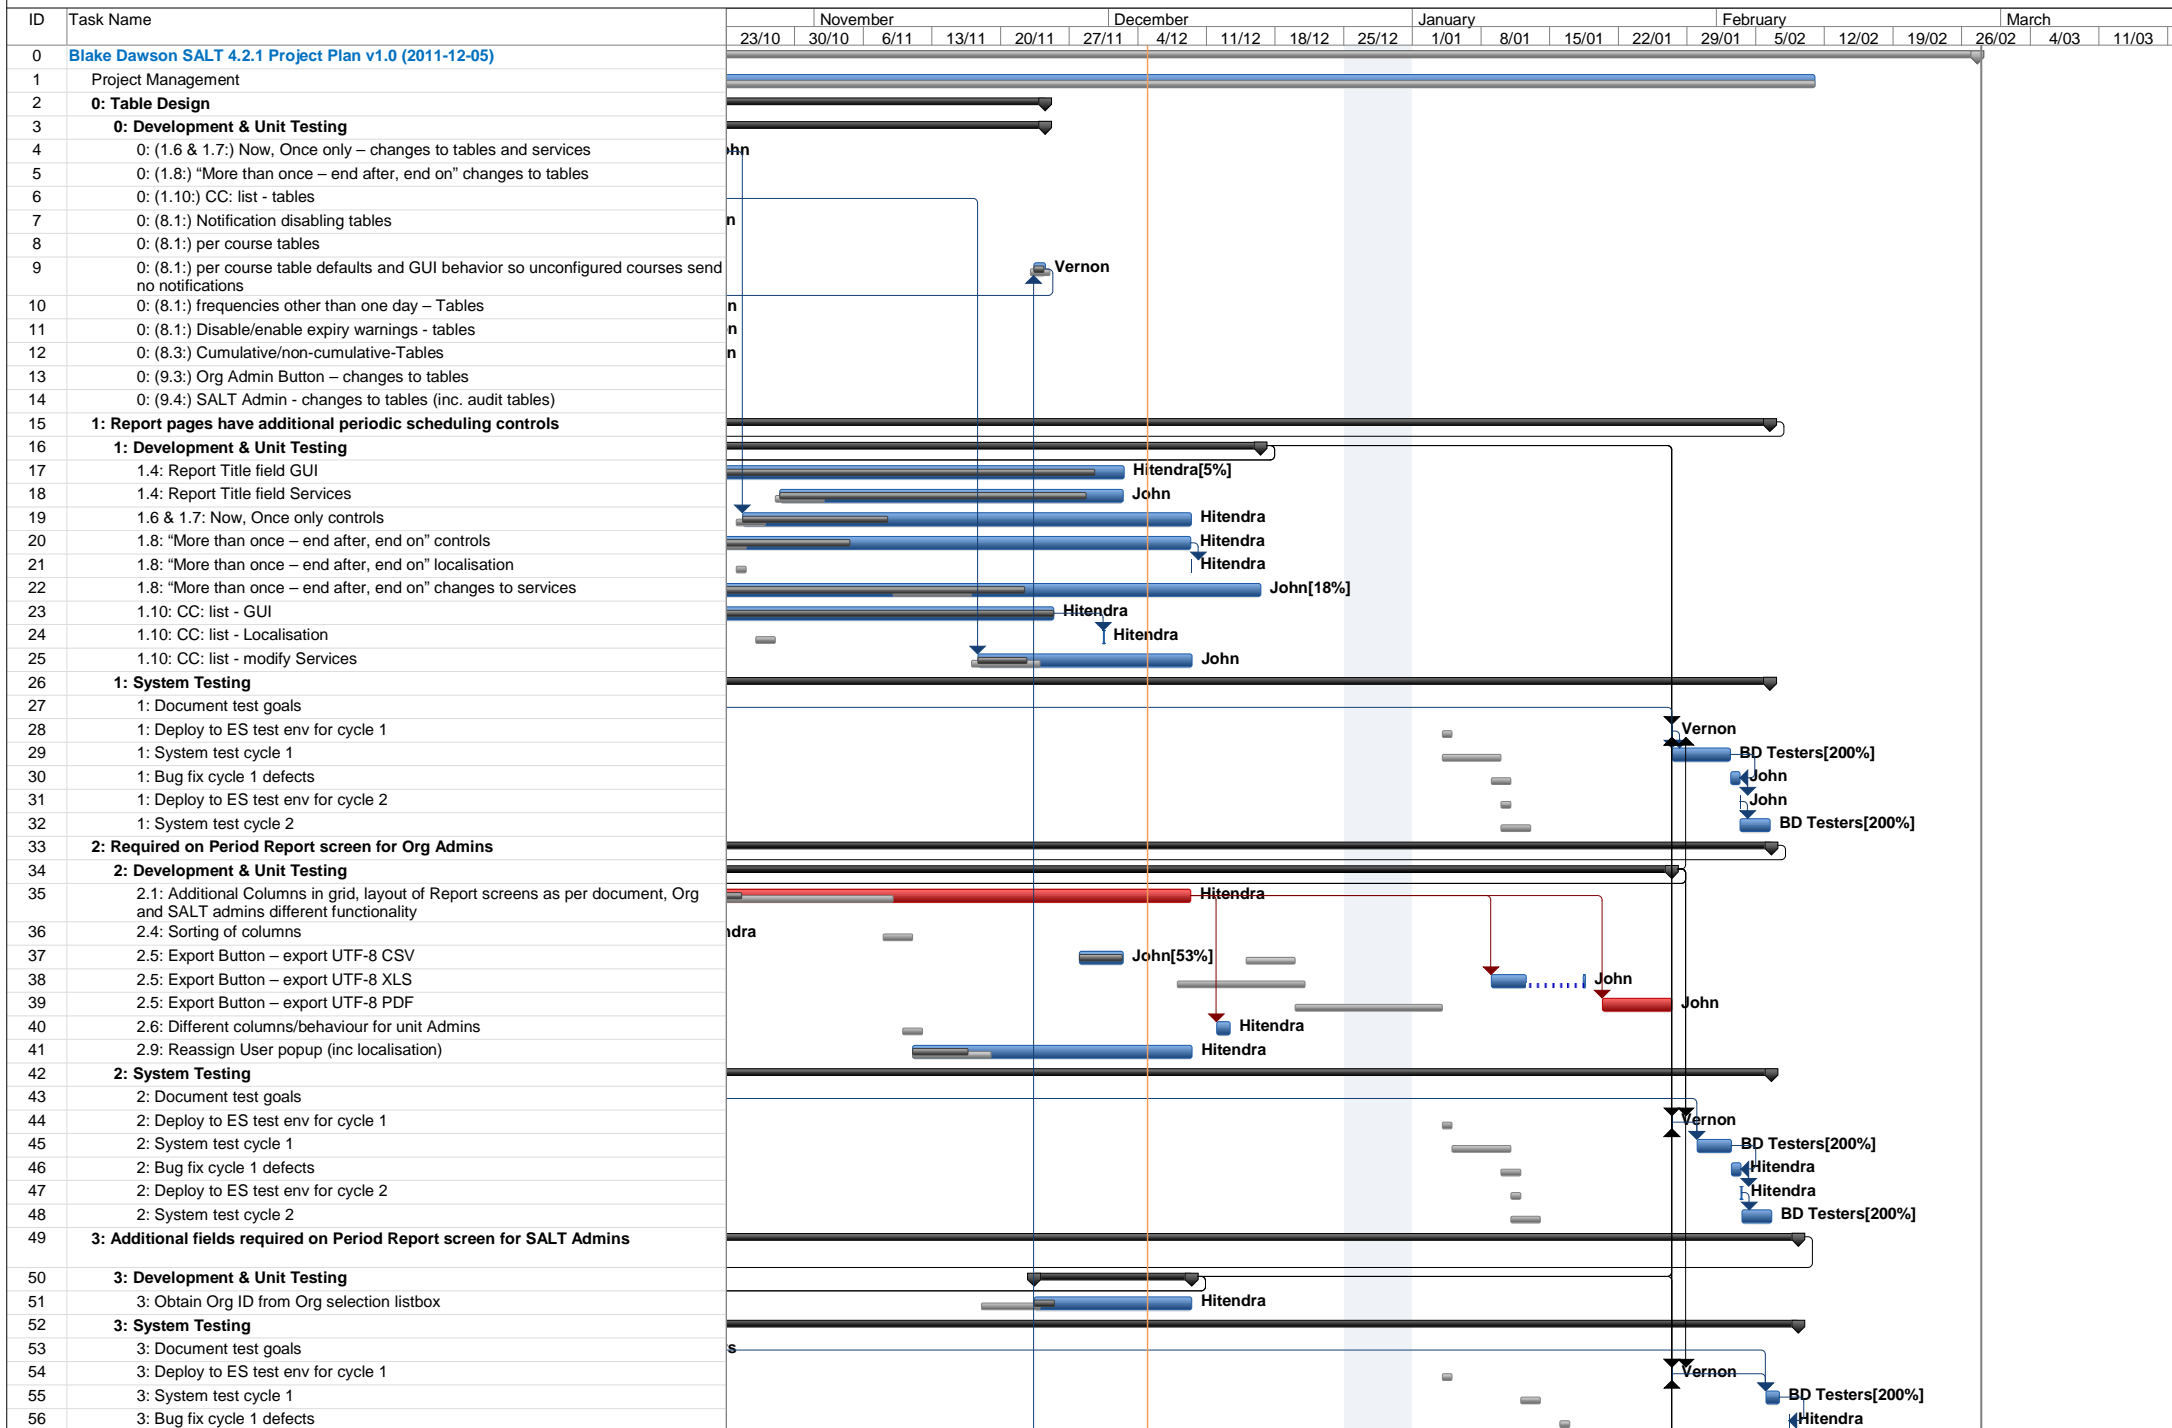 ID Task Name November December January February March
23/10 30/10 6/11 13/11 20/11 27/11 4/12 11/12 18/12 25/12 1/01 8/01 15/01 22/01 29/01 5/02 12/02 19/02 26/02 4/03 11/03
0 Blake Dawson SALT 4.2.1 Project Plan v1.0 (2011-12-05)
1 Project Management
2 0: Table Design
3 0: Development & Unit Testing
4 0: (1.6 & 1.7:) Now, Once only – changes to tables and services
5 0: (1.8:) “More than once – end after, end on” changes to tables
6 0: (1.10:) CC: list - tables
7 0: (8.1:) Notification disabling tables n
8 0: (8.1:) per course tables
9 0: (8.1:) per course table defaults and GUI behavior so unconfigured courses send Vernon
no notifications
10 0: (8.1:) frequencies other than one day – Tables n
11 0: (8.1:) Disable/enable expiry warnings - tables n
12 0: (8.3:) Cumulative/non-cumulative-Tables n
13 0: (9.3:) Org Admin Button – changes to tables
14 0: (9.4:) SALT Admin - changes to tables (inc. audit tables)
15 1: Report pages have additional periodic scheduling controls
16 1: Development & Unit Testing
17 1.4: Report Title field GUI Hitendra[5%]
18 1.4: Report Title field Services John
19 1.6 & 1.7: Now, Once only controls Hitendra
20 1.8: “More than once – end after, end on” controls Hitendra
21 1.8: “More than once – end after, end on” localisation Hitendra
22 1.8: “More than once – end after, end on” changes to services John[18%]
23 1.10: CC: list - GUI Hitendra
24 1.10: CC: list - Localisation Hitendra
25 1.10: CC: list - modify Services John
26 1: System Testing
27 1: Document test goals
28 1: Deploy to ES test env for cycle 1 Vernon
29 1: System test cycle 1 BD Testers[200%]
30 1: Bug fix cycle 1 defects John
31 1: Deploy to ES test env for cycle 2 John
32 1: System test cycle 2 BD Testers[200%]
33 2: Required on Period Report screen for Org Admins
34 2: Development & Unit Testing
35 2.1: Additional Columns in grid, layout of Report screens as per document, Org Hitendra
and SALT admins different functionality
36 2.4: Sorting of columns dra
37 2.5: Export Button – export UTF-8 CSV John[53%]
38 2.5: Export Button – export UTF-8 XLS John
39 2.5: Export Button – export UTF-8 PDF John
40 2.6: Different columns/behaviour for unit Admins Hitendra
41 2.9: Reassign User popup (inc localisation) Hitendra
42 2: System Testing
43 2: Document test goals
44 2: Deploy to ES test env for cycle 1 Vernon
45 2: System test cycle 1 BD Testers[200%]
46 2: Bug fix cycle 1 defects Hitendra
47 2: Deploy to ES test env for cycle 2 Hitendra
48 2: System test cycle 2 BD Testers[200%]
49 3: Additional fields required on Period Report screen for SALT Admins
50 3: Development & Unit Testing
51 3: Obtain Org ID from Org selection listbox Hitendra
52 3: System Testing
53 3: Document test goals s
54 3: Deploy to ES test env for cycle 1 Vernon
55 3: System test cycle 1 BD Testers[200%]
56 3: Bug fix cycle 1 defects Hitendra